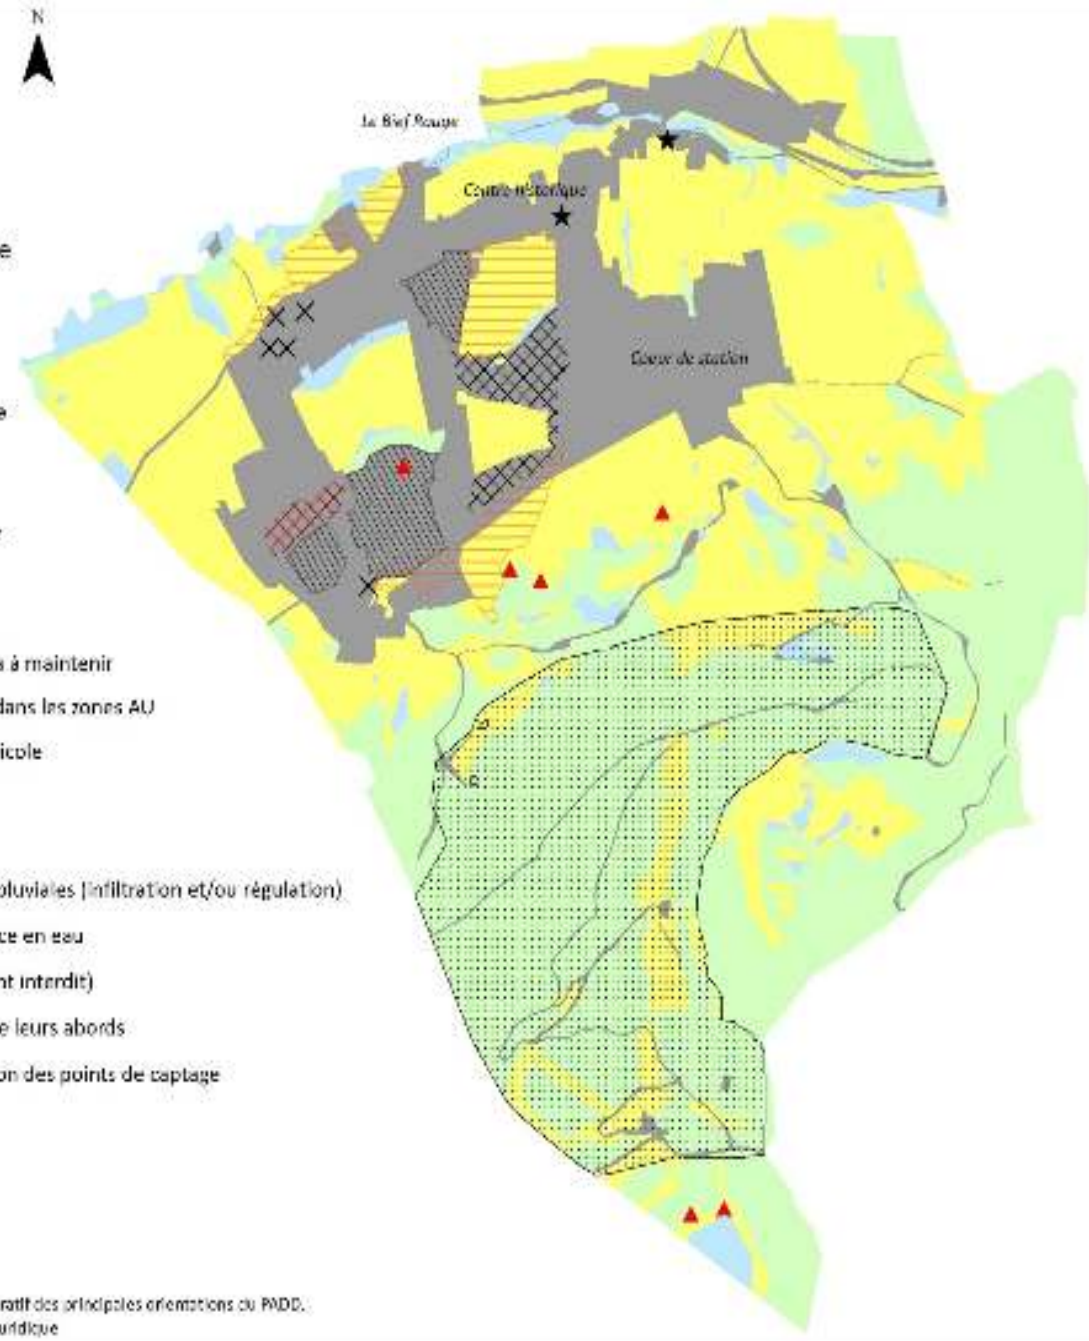 N
Le Bief Rouge
Centre historique
e
Coeur de station
e
à maintenir
dans les zones AU
icole
pluviales (infiltration et/ou régulation)
ce en eau
nt interdit)
e leurs abords
on des points de captage
ratif des principales orientations du PADD.
uridique